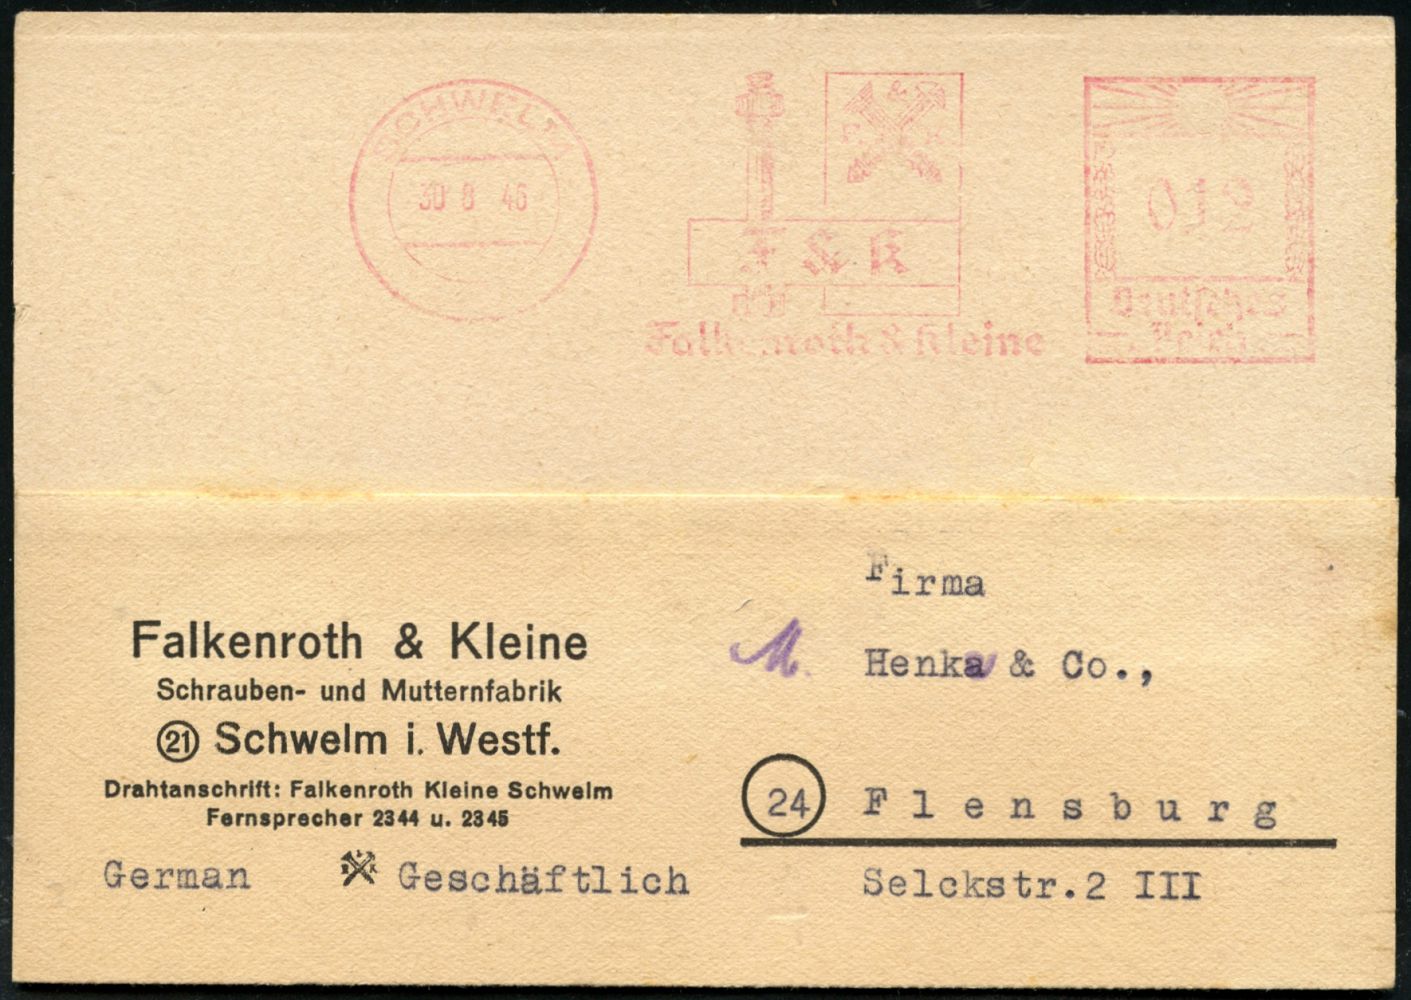 SCHWELM
30 8 46
& F K
F & K
Falkenroth & Kleine
012
Deutsches
Reich
Falkenroth & Kleine
Schrauben- und Mutternfabrik
21 Schwelm i. Westf.
Drahtanschrift: Falkenroth Kleine Schwelm
Fernsprecher 2344 u. 2345
German Geschäftlich
Firma
M. Henka & Co.,
24 Flensburg
Selckstr.2 III